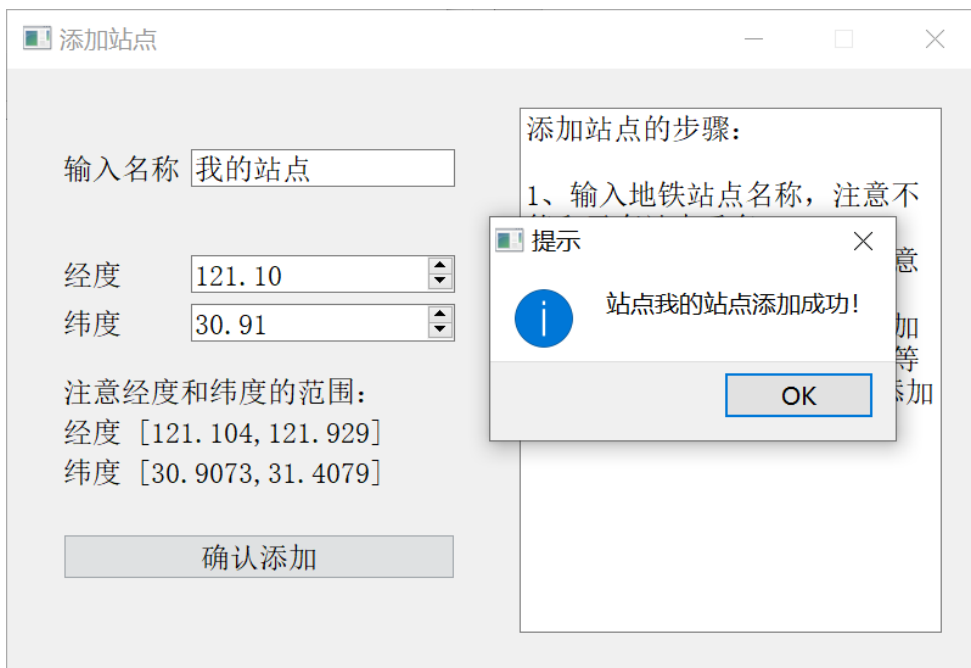 添加站点
输入名称 我的站点
经度 121.10
纬度 30.91
注意经度和纬度的范围：
经度 [121.104,121.929]
纬度 [30.9073,31.4079]
确认添加
添加站点的步骤：
1、输入地铁站点名称，注意不
意
加
等
添加
提示
站点我的站点添加成功！
OK